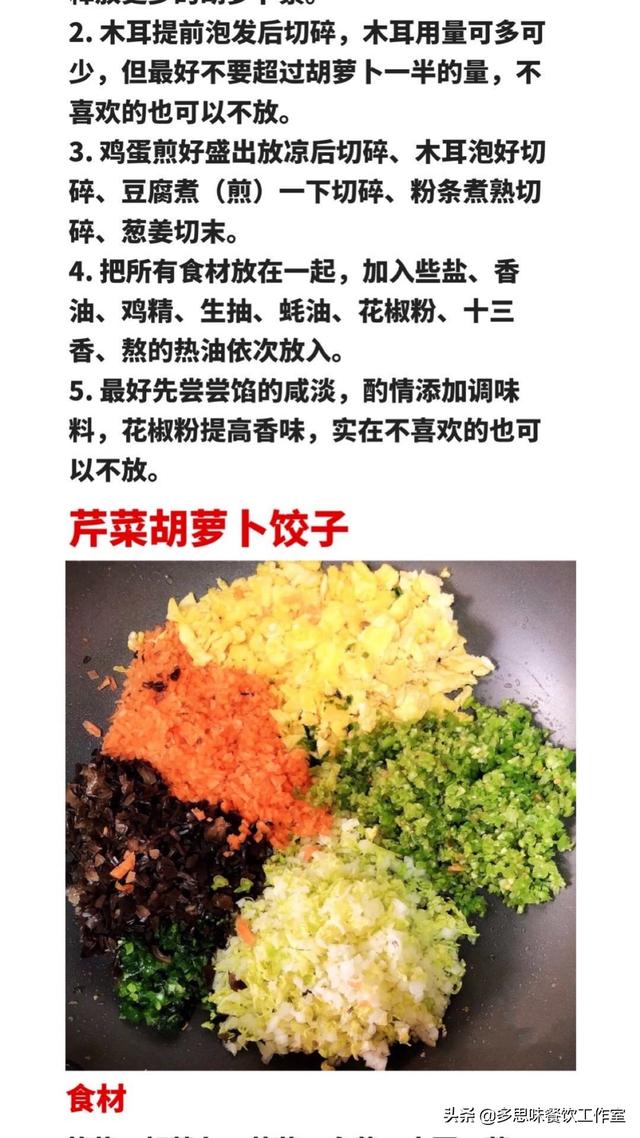 2. 木耳提前泡发后切碎，木耳用量可多可
少，但最好不要超过胡萝卜一半的量，不
喜欢的也可以不放。
3. 鸡蛋煎好盛出放凉后切碎、木耳泡好切
碎、豆腐煮（煎）一下切碎、粉条煮熟切
碎、葱姜切末。
4. 把所有食材放在一起，加入些盐、香
油、鸡精、生抽、蚝油、花椒粉、十三
香、熬的热油依次放入。
5. 最好先尝尝馅的咸淡，酌情添加调味
料，花椒粉提高香味，实在不喜欢的也可
以不放。
芹菜胡萝卜饺子
食材
头条 @多思味餐饮工作室